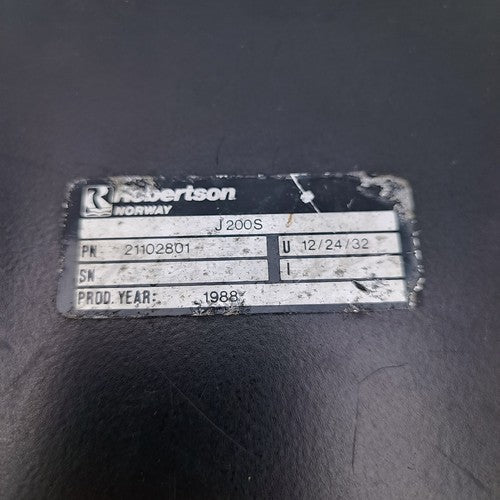 R Robertson
NORWAY
J200S
PN 21102801 U 12/24/32
SN I
PROD. YEAR: 1988